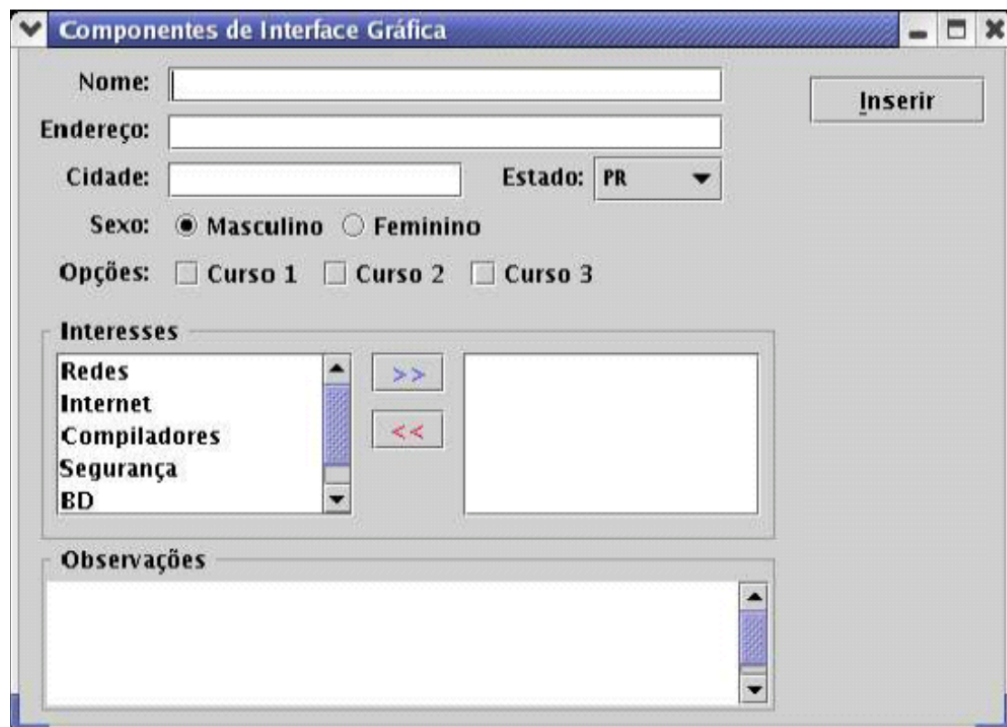 Componentes de Interface Gráfica
Nome:
Inserir
Endereço:
Cidade:
Estado: PR
Sexo: Masculino Feminino
Opções: Curso 1 Curso 2 Curso 3
Interesses
Redes
Internet
Compiladores
Segurança
BD
>>
<<
Observações